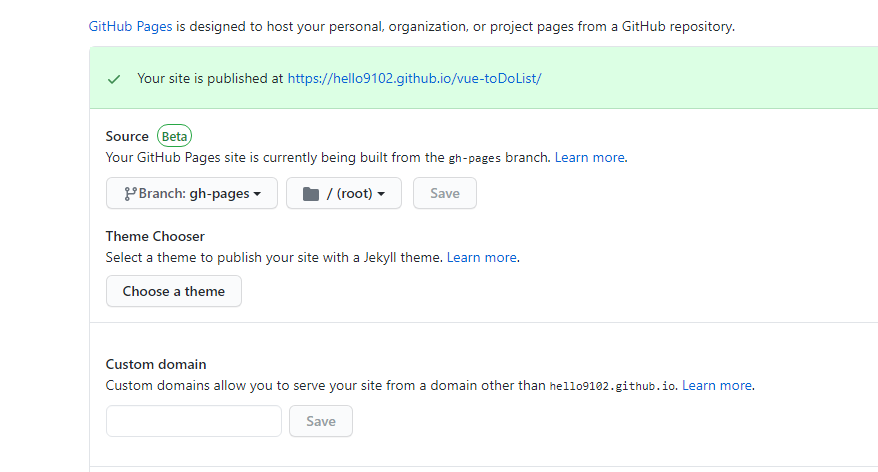 GitHub Pages is designed to host your personal, organization, or project pages from a GitHub repository.
Your site is published at https://hello9102.github.io/vue-toDoList/
Source Beta
Your GitHub Pages site is currently being built from the gh-pages branch. Learn more.
Branch: gh-pages / (root) Save
Theme Chooser
Select a theme to publish your site with a Jekyll theme. Learn more.
Choose a theme
Custom domain
Custom domains allow you to serve your site from a domain other than hello9102.github.io. Learn more.
Save